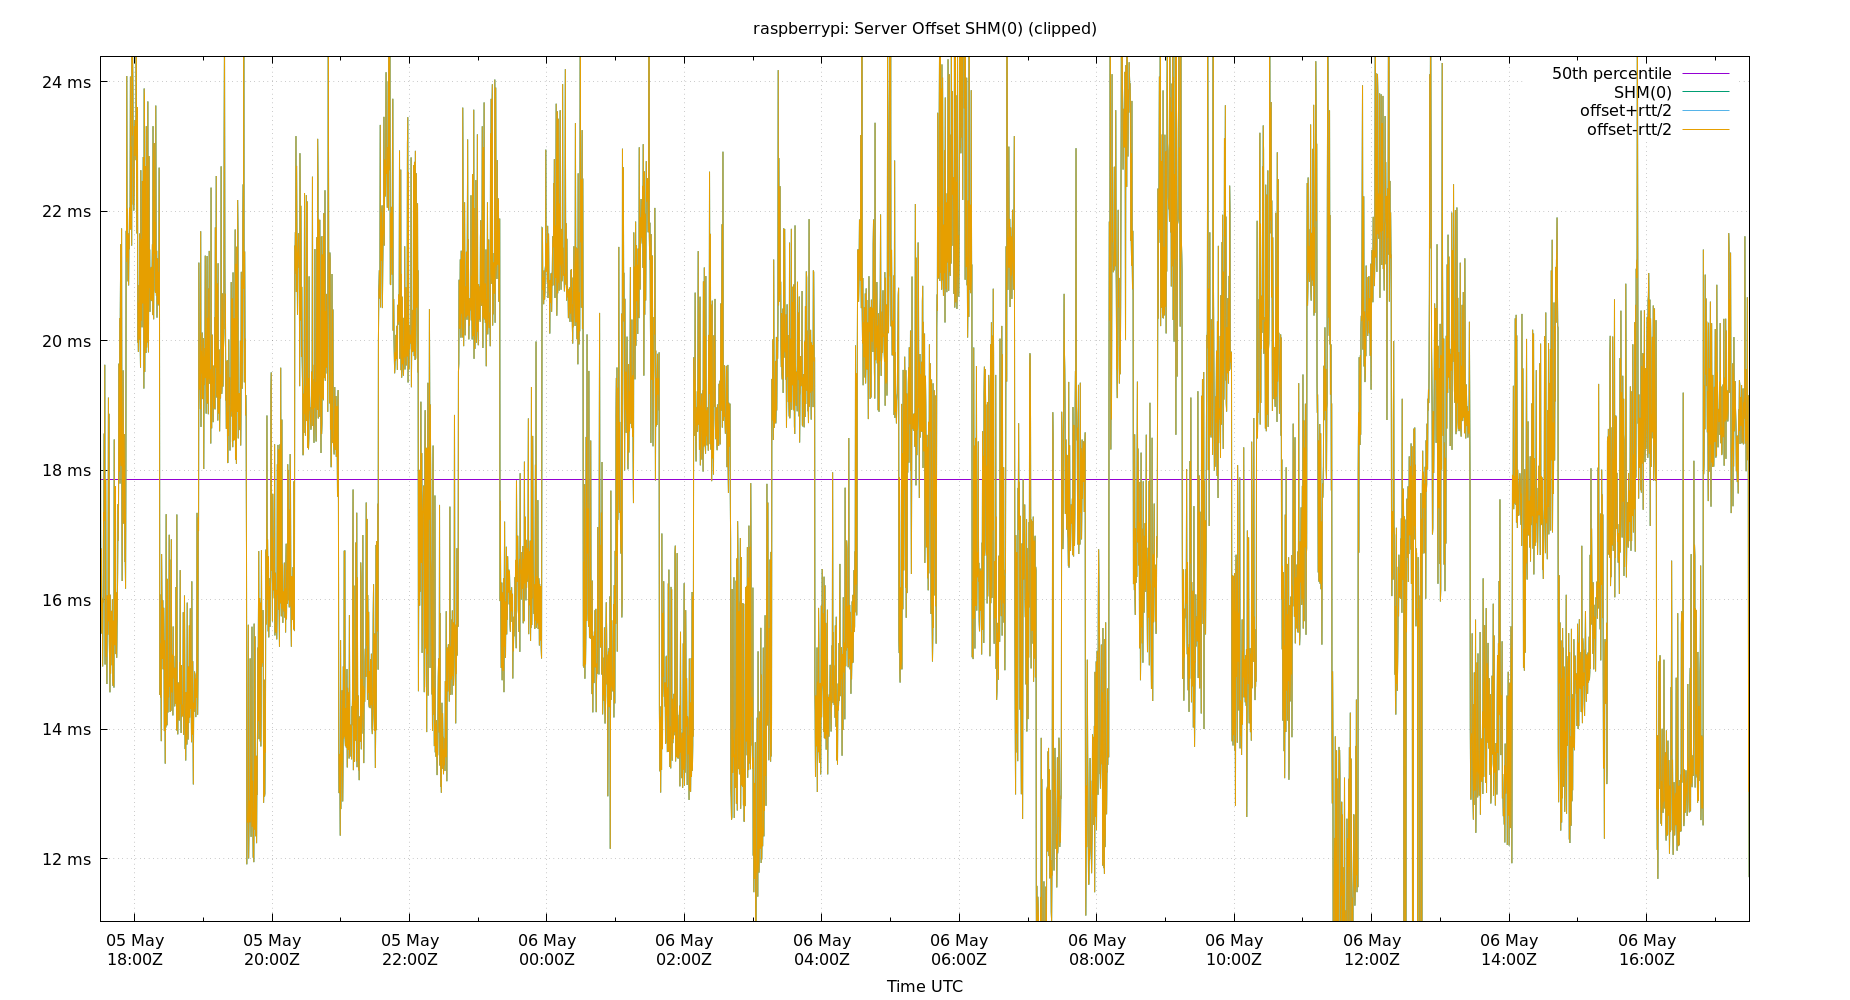 raspberrypi: Server Offset SHM(0) (clipped)
50th percentile
SHM(0)
offset+rtt/2
offset-rtt/2
24 ms
22 ms
20 ms
18 ms
16 ms
14 ms
12 ms
05 May 05 May 05 May 06 May 06 May 06 May 06 May 06 May 06 May 06 May 06 May 06 May
18:00Z 20:00Z 22:00Z 00:00Z 02:00Z 04:00Z 06:00Z 08:00Z 10:00Z 12:00Z 14:00Z 16:00Z
Time UTC